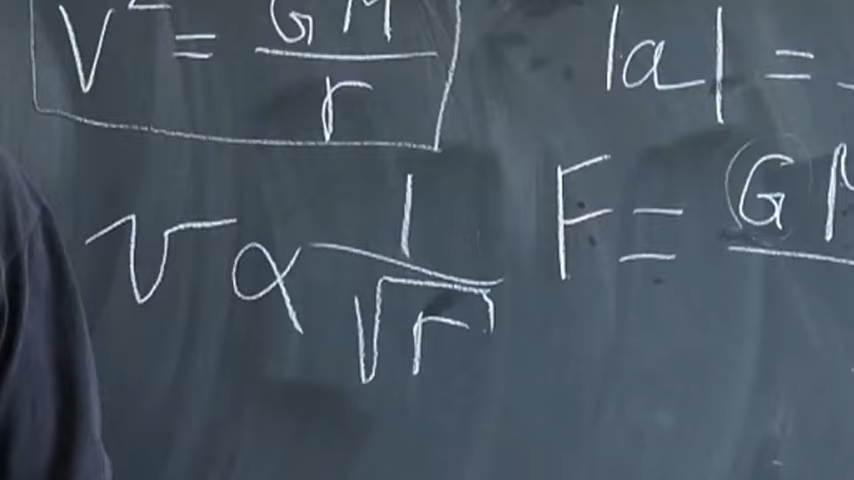 V² = GM/r
|a| =
V ∝ 1/√r
F = GM